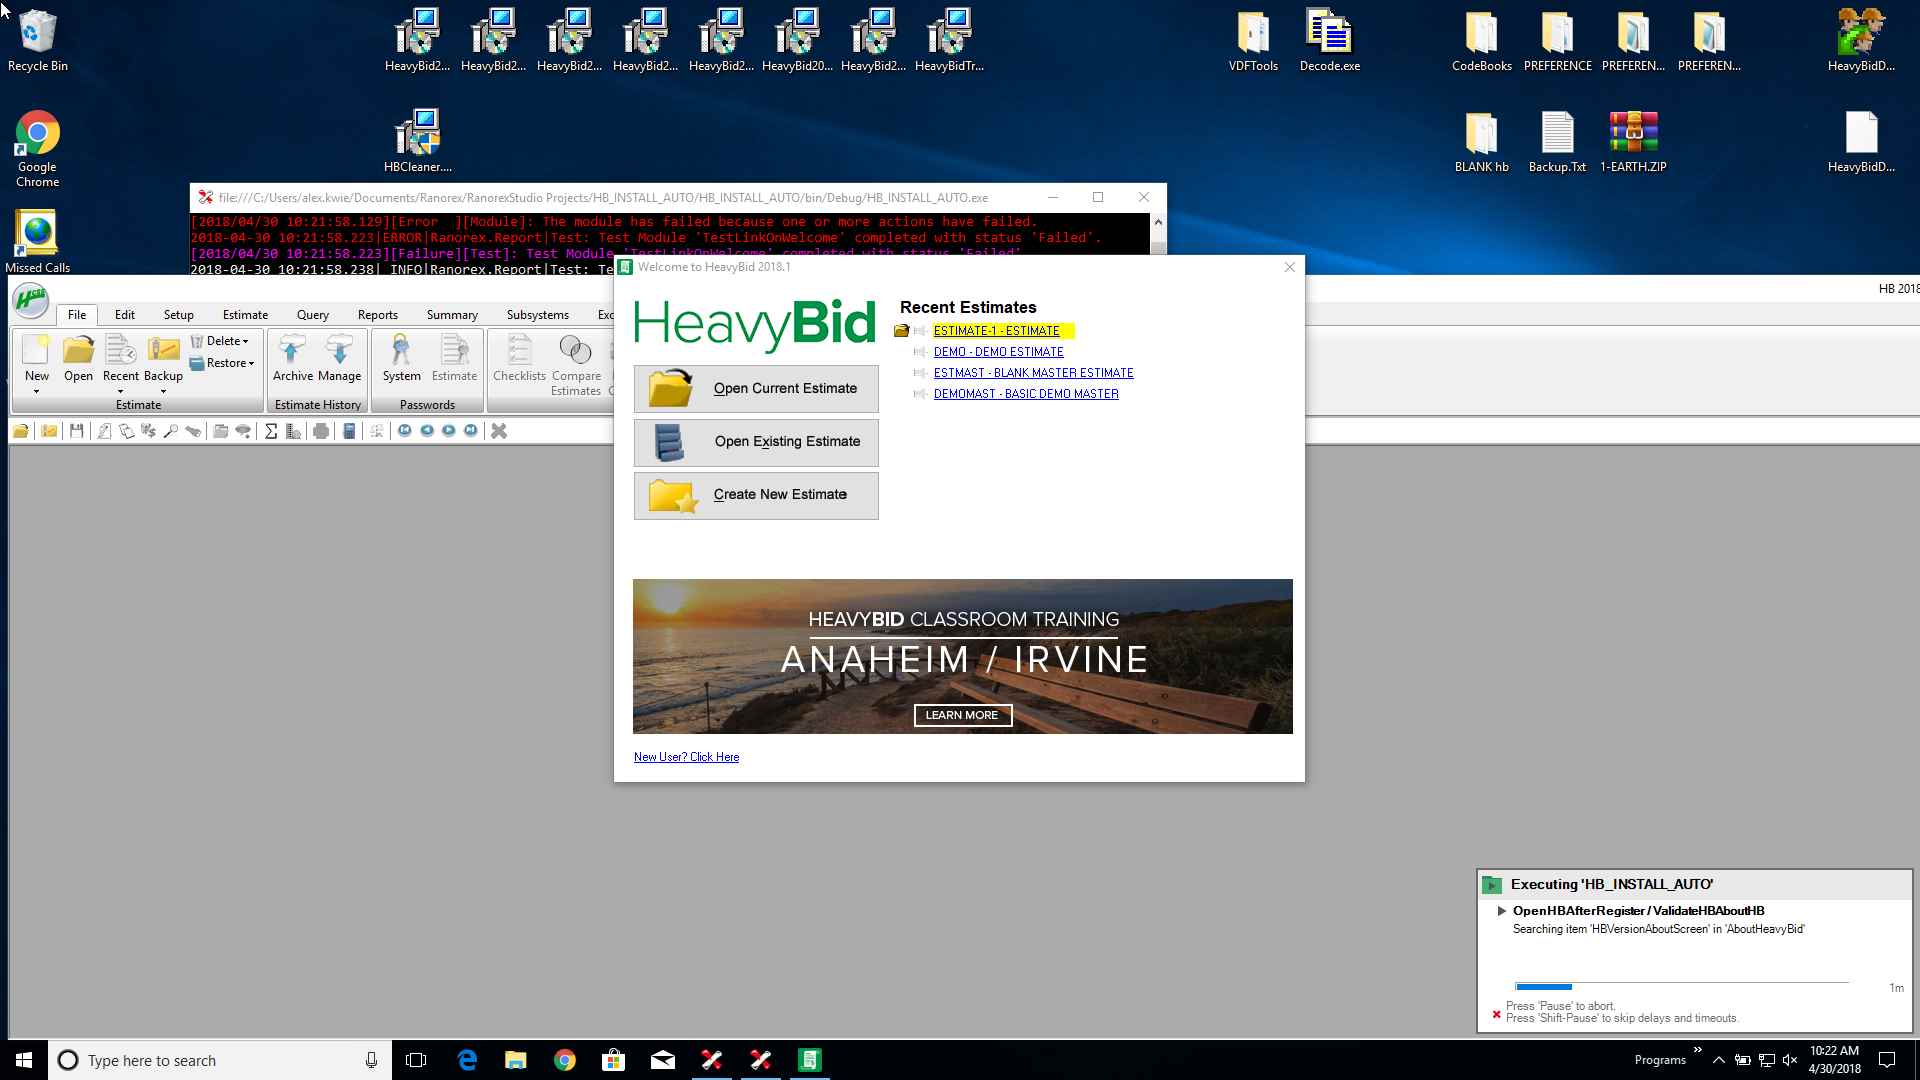 Recycle Bin
HeavyBid2...
HeavyBid2...
HeavyBid2...
HeavyBid2...
HeavyBid2...
HeavyBid20...
HeavyBid2...
HeavyBidTr...
VDFTools
Decode.exe
CodeBooks
PREFERENCE
PREFEREN...
PREFEREN...
HeavyBidD...
Google
Chrome
HBCleaner....
BLANK hb
Backup.Txt
1-EARTH.ZIP
HeavyBidD...
Missed Calls
file:///C:/Users/alex.kwie/Documents/Ranorex/RanorexStudio Projects/HB_INSTALL_AUTO/HB_INSTALL_AUTO/bin/Debug/HB_INSTALL_AUTO.exe
[2018/04/30 10:21:58.129][Error  ][Module]: The module has failed because one or more actions have failed.
2018-04-30 10:21:58.223|ERROR|Ranorex.Report|Test: Test Module 'TestLinkOnWelcome' completed with status 'Failed'.
[2018/04/30 10:21:58.223][Failure][Test]: Test Module 'TestLinkOnWelcome' completed with status 'Failed'
2018-04-30 10:21:58.238| INFO|Ranorex.Report|Test: Te
HB 2018
File Edit Setup Estimate Query Reports Summary Subsystems Exc
New
Open
Recent
Backup
Delete
Restore
Estimate
Archive
Manage
Estimate History
System
Estimate
Passwords
Checklists
Compare
Estimates
Welcome to HeavyBid 2018.1
HeavyBid
Open Current Estimate
Open Existing Estimate
Create New Estimate
Recent Estimates
ESTIMATE-1 - ESTIMATE
DEMO - DEMO ESTIMATE
ESTMAST - BLANK MASTER ESTIMATE
DEMOMAST - BASIC DEMO MASTER
HEAVYBID CLASSROOM TRAINING
ANAHEIM / IRVINE
LEARN MORE
New User? Click Here
Executing 'HB_INSTALL_AUTO'
OpenHBAfterRegister / ValidateHBAboutHB
Searching item 'HBVersionAboutScreen' in 'AboutHeavyBid'
1m
Press 'Pause' to abort.
Press 'Shift-Pause' to skip delays and timeouts.
Type here to search
Programs
10:22 AM
4/30/2018